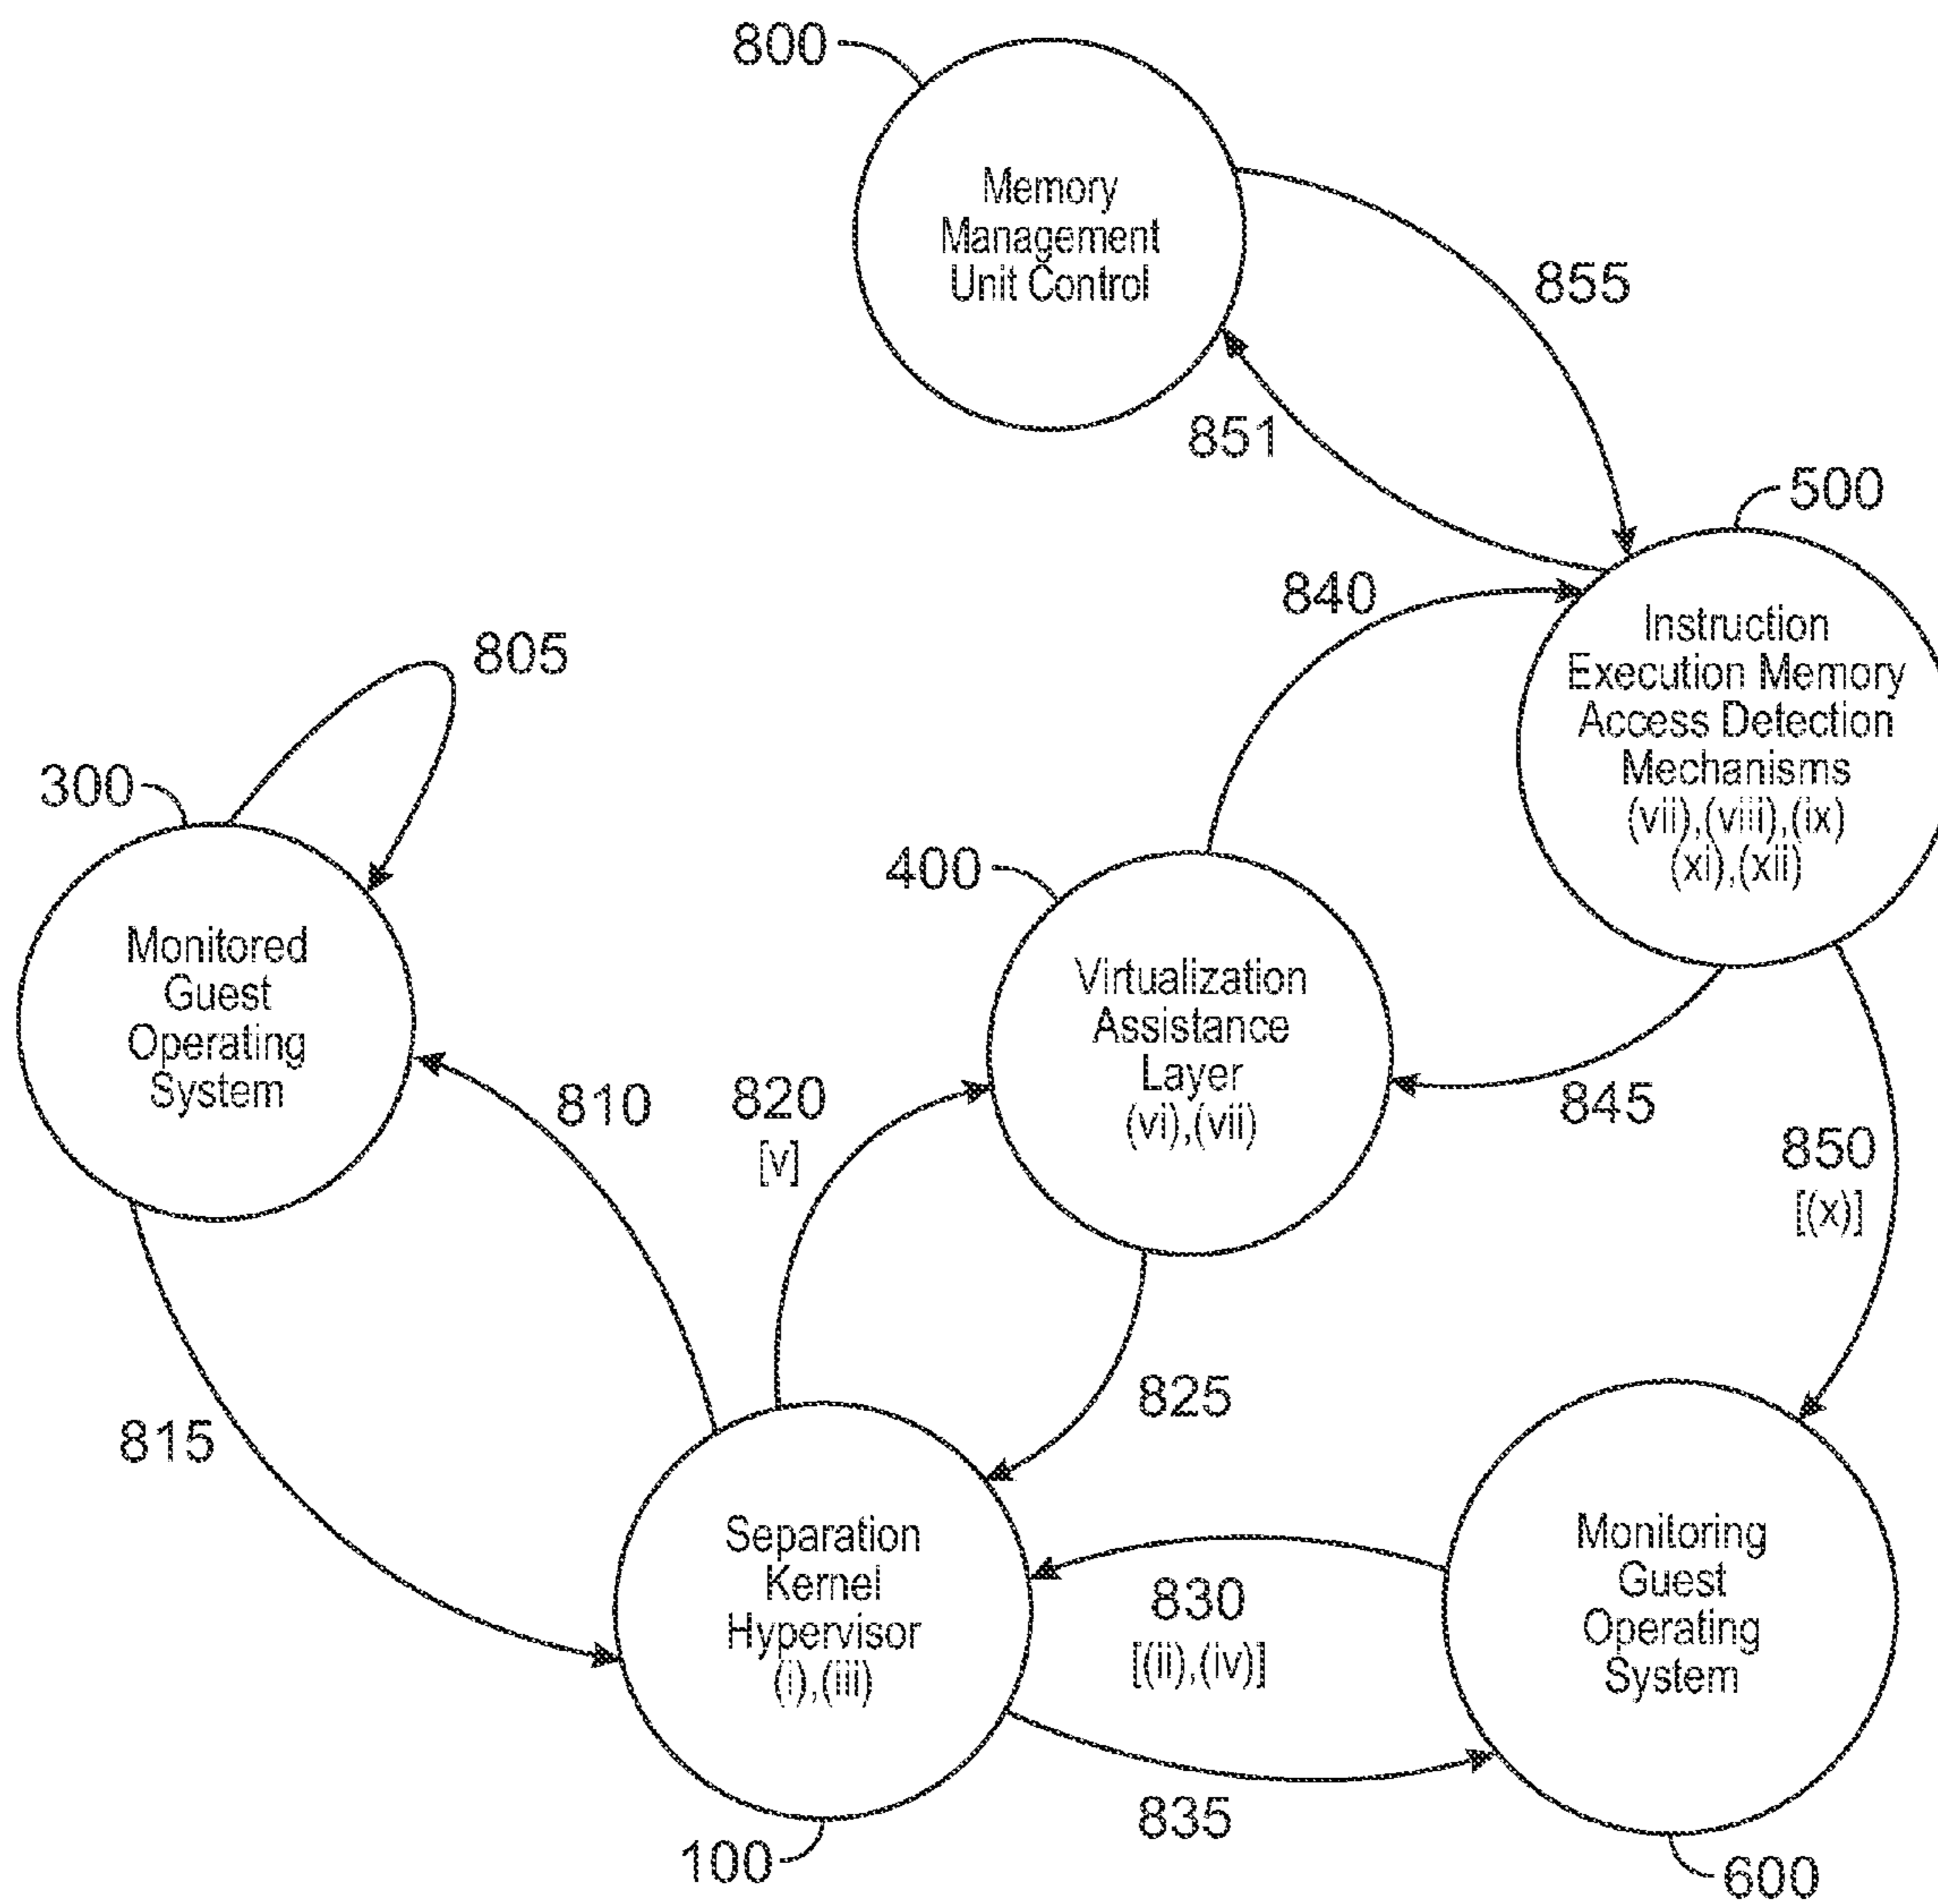 800
Memory
Management
Unit Control
855
851
500
840
Instruction
Execution Memory
Access Detection
Mechanisms
(vii),(viii),(ix)
(xi),(xii)
805
300
400
Monitored
Guest
Operating
System
Virtualization
Assistance
Layer
(vi),(vii)
810
820
[v]
845
850
[(x)]
815
825
Separation
Kernel
Hypervisor
(i),(iii)
830
[(ii),(iv)]
Monitoring
Guest
Operating
System
835
100
600